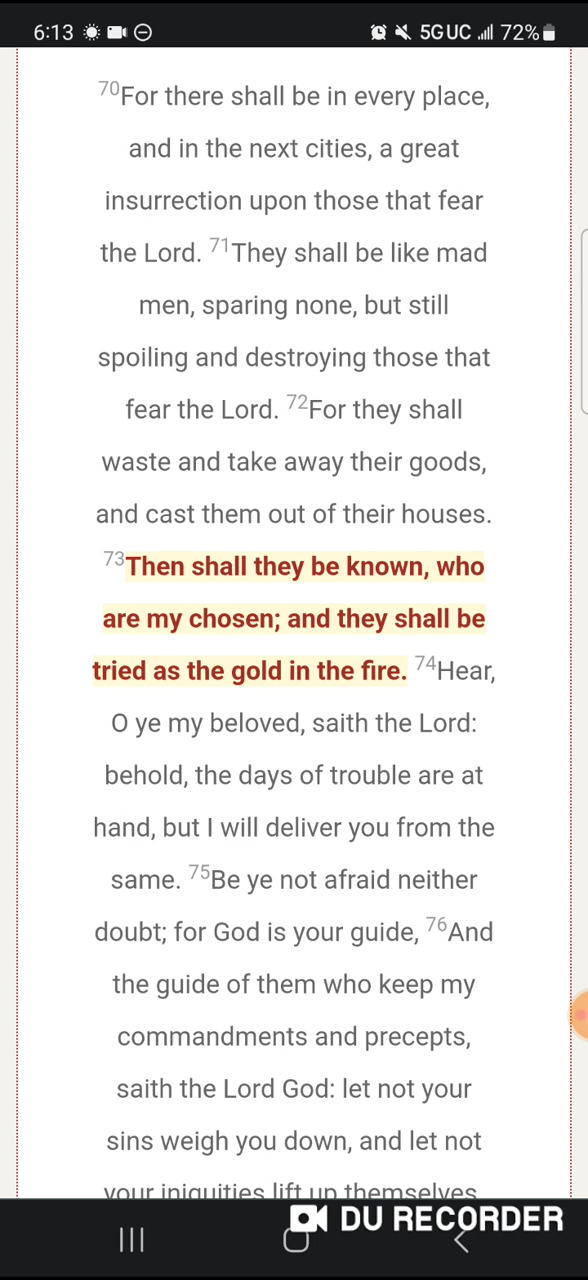 6:13 5GUC 72%
70For there shall be in every place,
and in the next cities, a great
insurrection upon those that fear
the Lord. 71They shall be like mad
men, sparing none, but still
spoiling and destroying those that
fear the Lord. 72For they shall
waste and take away their goods,
and cast them out of their houses.
73Then shall they be known, who
are my chosen; and they shall be
tried as the gold in the fire. 74Hear,
O ye my beloved, saith the Lord:
behold, the days of trouble are at
hand, but I will deliver you from the
same. 75Be ye not afraid neither
doubt; for God is your guide, 76And
the guide of them who keep my
commandments and precepts,
saith the Lord God: let not your
sins weigh you down, and let not
your iniquities lift up themselves
DU RECORDER